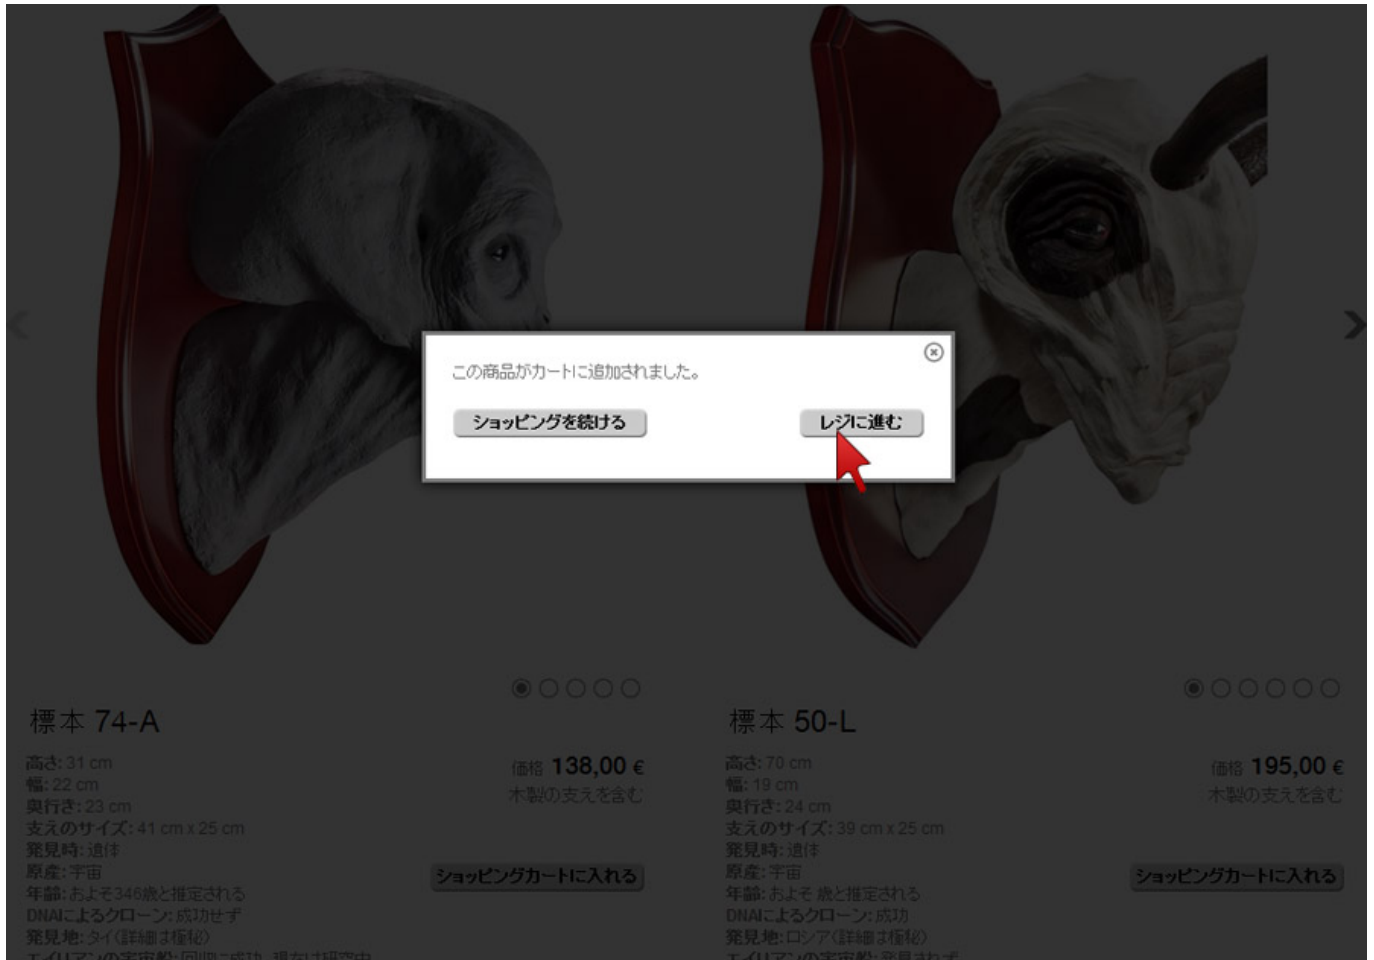 この商品がカートに追加されました。
ショッピングを続ける
レジに進む
標本 74-A
高さ: 31 cm
幅: 22 cm
奥行き: 23 cm
支えのサイズ: 41 cm x 25 cm
発見時: 遺体
原産: 宇宙
年齢: およそ346歳と推定される
DNAによるクローン: 成功せず
発見地: タイ(詳細は極秘)
価格 138,00 €
木製の支えを含む
ショッピングカートに入れる
標本 50-L
高さ: 70 cm
幅: 19 cm
奥行き: 24 cm
支えのサイズ: 39 cm x 25 cm
発見時: 遺体
原産: 宇宙
年齢: およそ 歳と推定される
DNAによるクローン: 成功
発見地: ロシア(詳細は極秘)
価格 195,00 €
木製の支えを含む
ショッピングカートに入れる